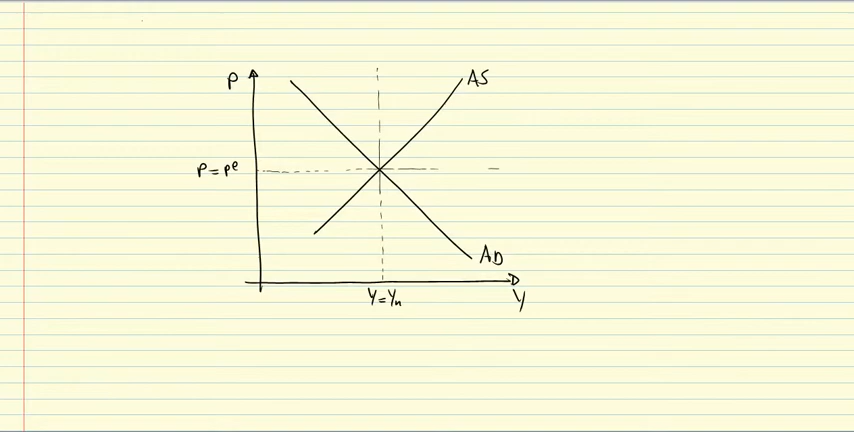 P
AS
P = Pᵉ
AD
Y = Yₙ
Y